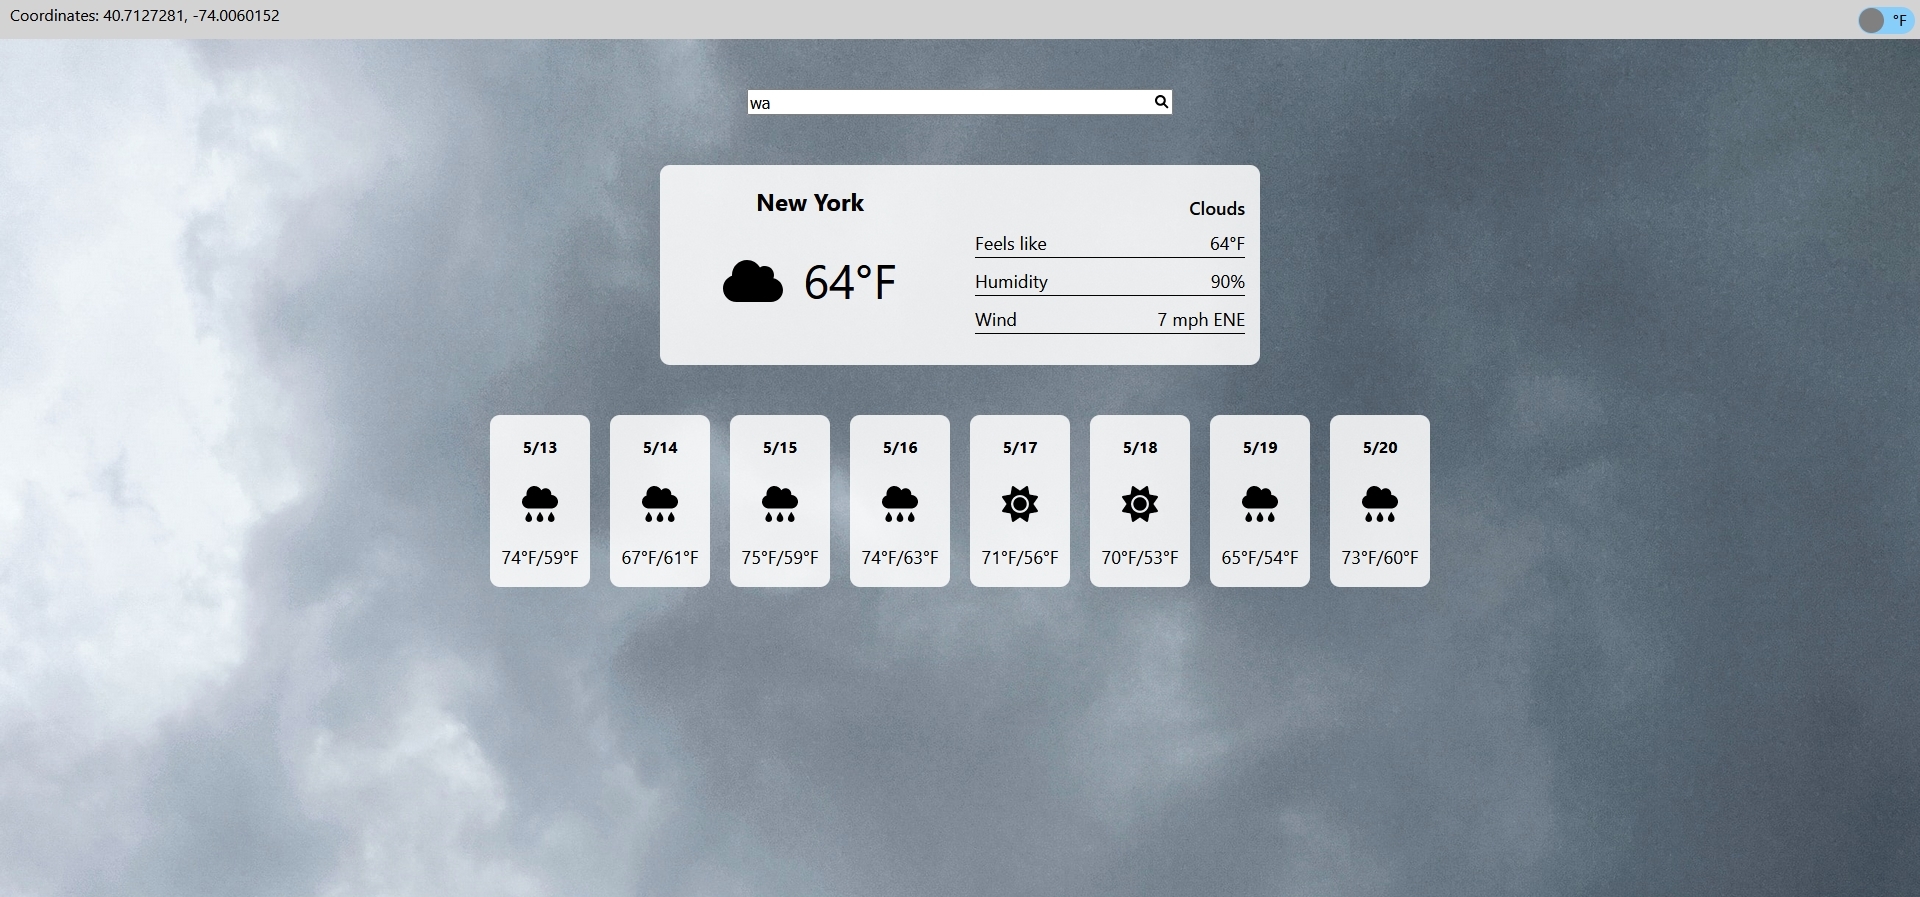 Coordinates: 40.7127281, -74.0060152
°F
wa
New York
64°F
Clouds
Feels like 64°F
Humidity 90%
Wind 7 mph ENE
5/13 5/14 5/15 5/16 5/17 5/18 5/19 5/20
74°F/59°F 67°F/61°F 75°F/59°F 74°F/63°F 71°F/56°F 70°F/53°F 65°F/54°F 73°F/60°F